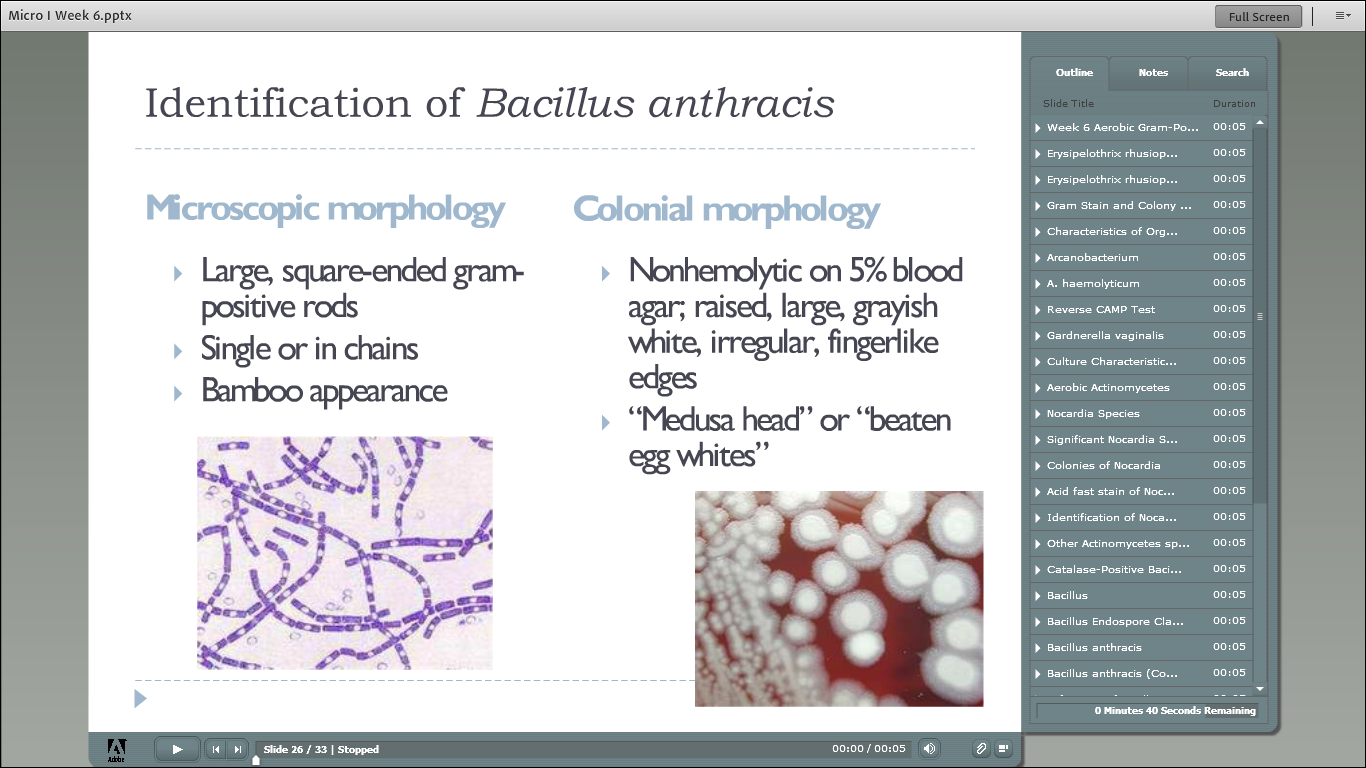 Micro I Week 6.pptx
Full Screen
Identification of Bacillus anthracis
Microscopic morphology
Large, square-ended gram-
positive rods
Single or in chains
Bamboo appearance
Colonial morphology
Nonhemolytic on 5% blood
agar; raised, large, grayish
white, irregular, fingerlike
edges
“Medusa head” or “beaten
egg whites”
Outline Notes Search
Slide Title Duration
Week 6 Aerobic Gram-Po... 00:05
Erysipelothrix rhusiop... 00:05
Erysipelothrix rhusiop... 00:05
Gram Stain and Colony ... 00:05
Characteristics of Org... 00:05
Arcanobacterium 00:05
A. haemolyticum 00:05
Reverse CAMP Test 00:05
Gardnerella vaginalis 00:05
Culture Characteristic... 00:05
Aerobic Actinomycetes 00:05
Nocardia Species 00:05
Significant Nocardia S... 00:05
Colonies of Nocardia 00:05
Acid fast stain of Noc... 00:05
Identification of Noca... 00:05
Other Actinomycetes sp... 00:05
Catalase-Positive Baci... 00:05
Bacillus 00:05
Bacillus Endospore Cla... 00:05
Bacillus anthracis 00:05
Bacillus anthracis (Co... 00:05
0 Minutes 40 Seconds Remaining
Adobe
Slide 26 / 33 | Stopped
00:00 / 00:05